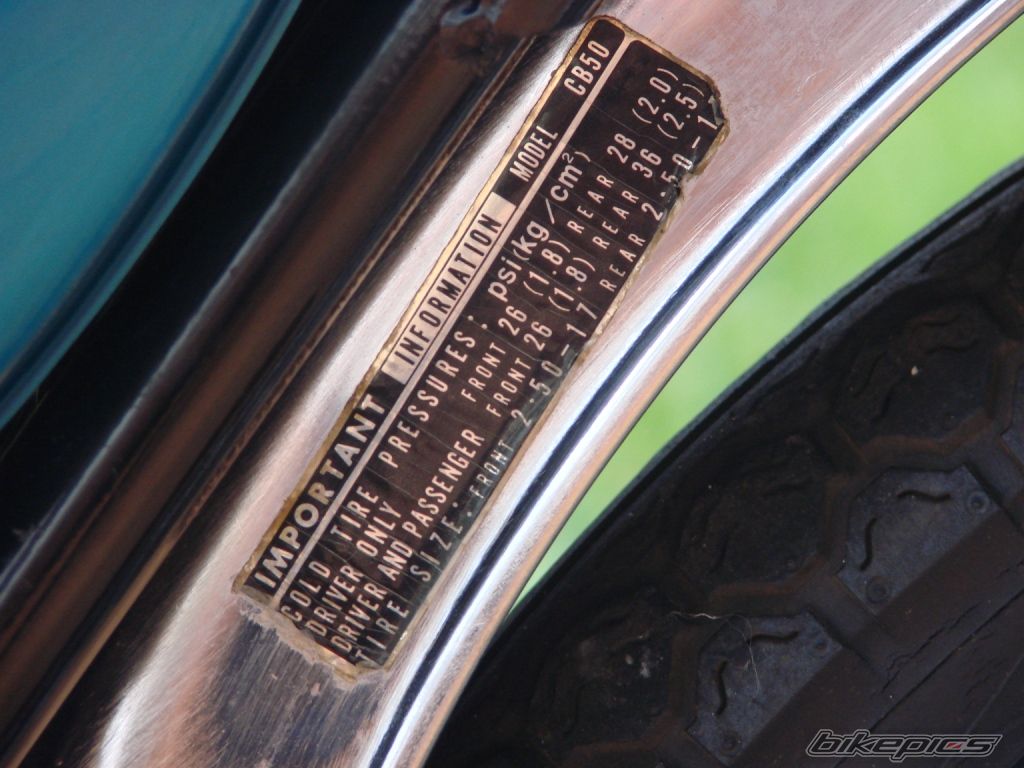 IMPORTANT INFORMATION MODEL CB50
COLD TIRE PRESSURES: psi(kg/cm²)
DRIVER ONLY FRONT 26 (1.8) REAR 28 (2.0)
DRIVER AND PASSENGER FRONT 26 (1.8) REAR 36 (2.5)
TIRE SIZE-FRONT 2-50-17 REAR 2-50-1
bikepics